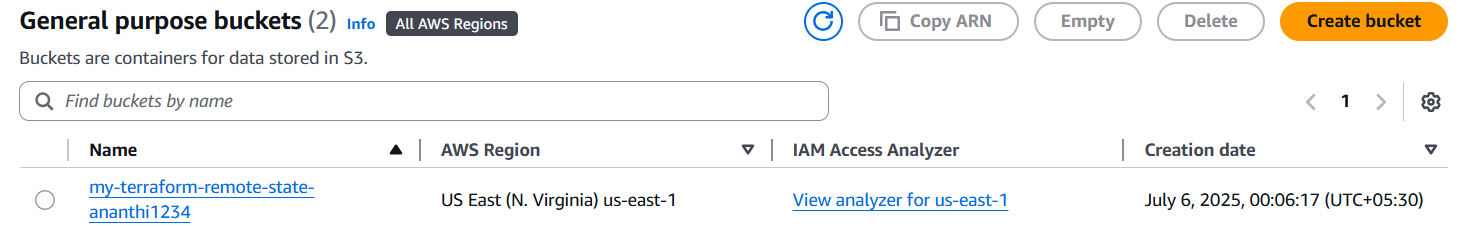 General purpose buckets (2) Info All AWS Regions Copy ARN Empty Delete Create bucket
Buckets are containers for data stored in S3.
Find buckets by name 1
Name AWS Region IAM Access Analyzer Creation date
my-terraform-remote-state-
ananthi1234 US East (N. Virginia) us-east-1 View analyzer for us-east-1 July 6, 2025, 00:06:17 (UTC+05:30)